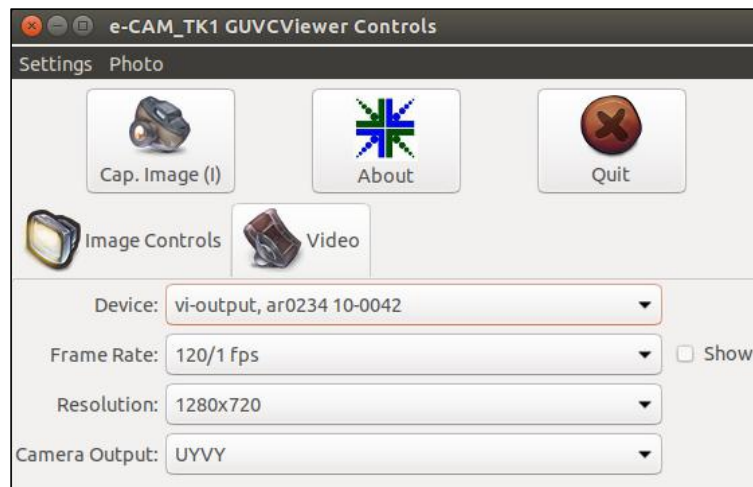 e-CAM_TK1 GUVCViewer Controls
Settings Photo
Cap. Image (I) About Quit
Image Controls Video
Device: vi-output, ar0234 10-0042
Frame Rate: 120/1 fps Show
Resolution: 1280x720
Camera Output: UYVY